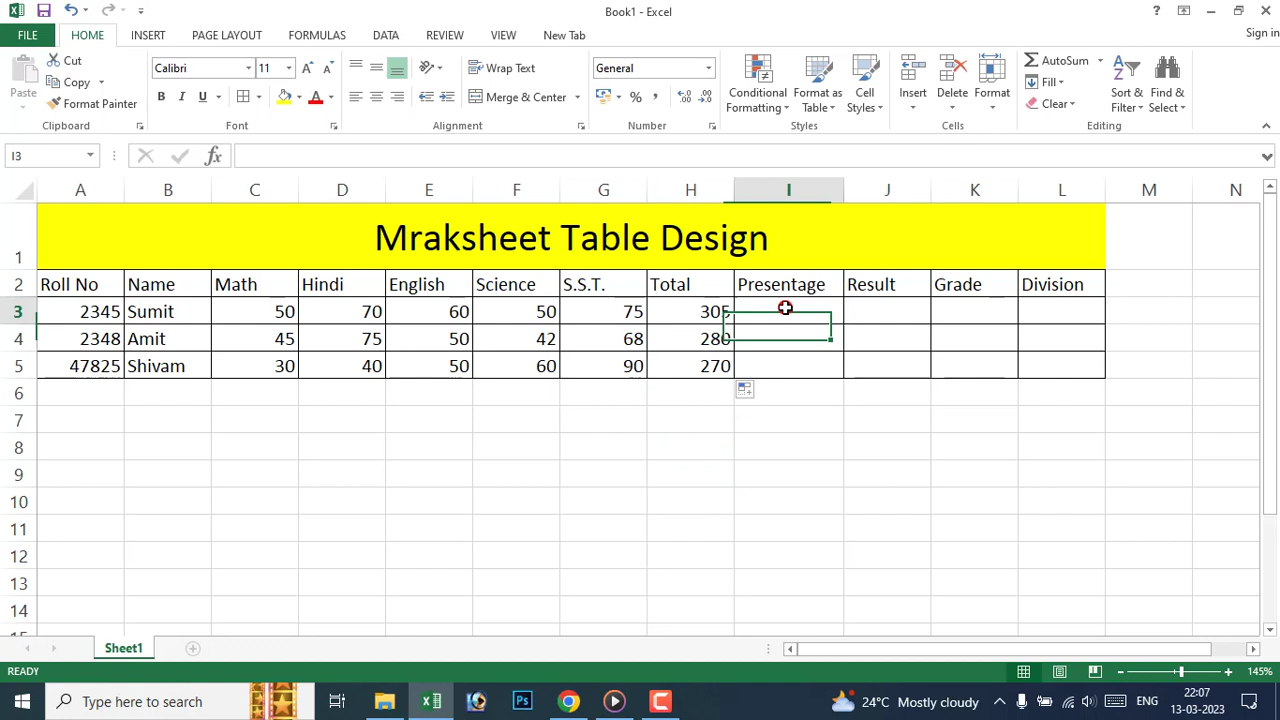 Book1 - Excel
?
FILE HOME INSERT PAGE LAYOUT FORMULAS DATA REVIEW VIEW New Tab Sign in
Paste Cut Copy Format Painter
Calibri 11
B I U
Wrap Text
Merge & Center
General
%
Conditional Formatting
Format as Table
Cell Styles
Insert Delete Format
AutoSum
Fill
Clear
Sort & Filter
Find & Select
Clipboard Font Alignment Number Styles Cells Editing
I3 fx
A B C D E F G H I J K L M N
1 Mraksheet Table Design
2 Roll No Name Math Hindi English Science S.S.T. Total Presentage Result Grade Division
3 2345 Sumit 50 70 60 50 75 305
4 2348 Amit 45 75 50 42 68 280
5 47825 Shivam 30 40 50 60 90 270
6
7
8
9
10
11
12
13
14
15
Sheet1
READY 145%
Type here to search Ps 24°C Mostly cloudy ENG 22:07
13-03-2023